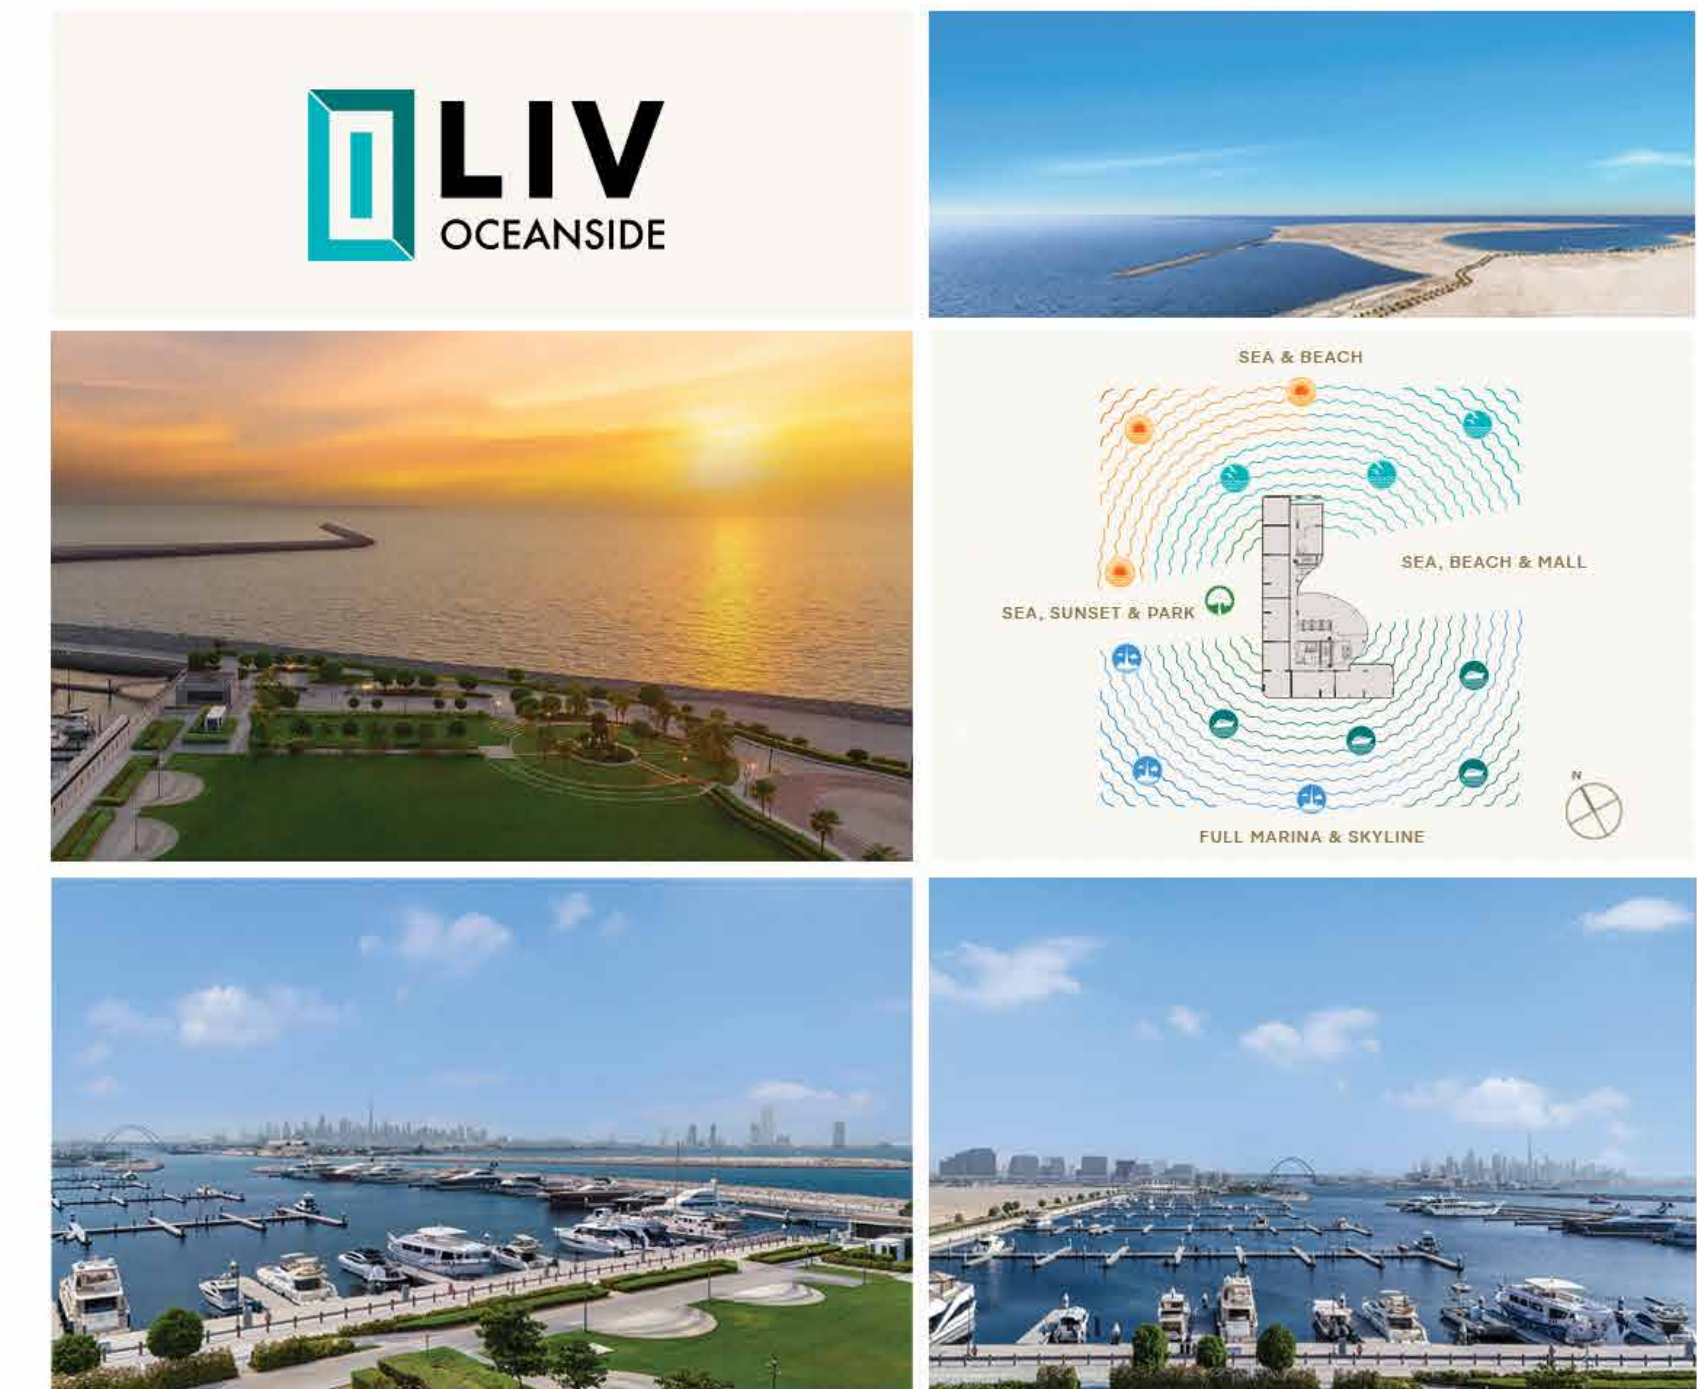 LIV
OCEANSIDE
SEA & BEACH
SEA, BEACH & MALL
SEA, SUNSET & PARK
N
FULL MARINA & SKYLINE